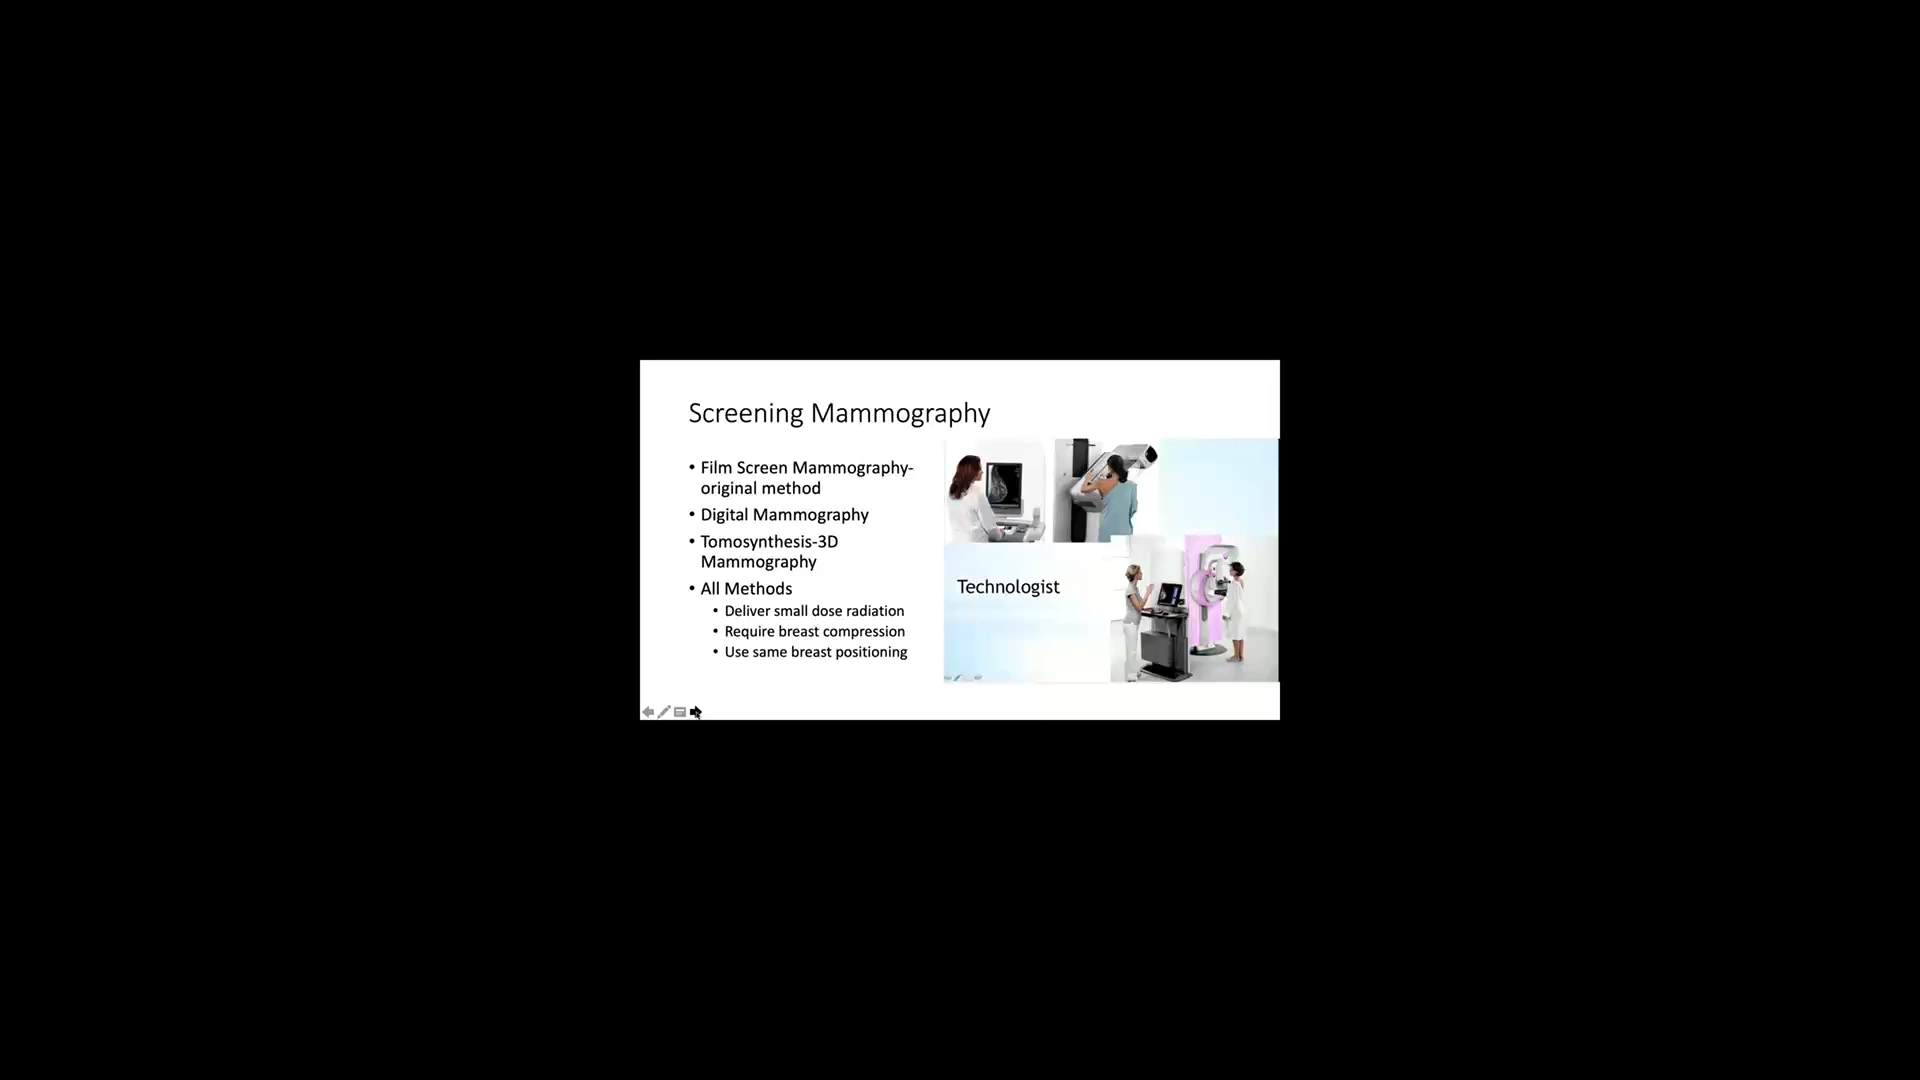 Screening Mammography
• Film Screen Mammography-
original method
• Digital Mammography
• Tomosynthesis-3D
Mammography
• All Methods
• Deliver small dose radiation
• Require breast compression
• Use same breast positioning
Technologist